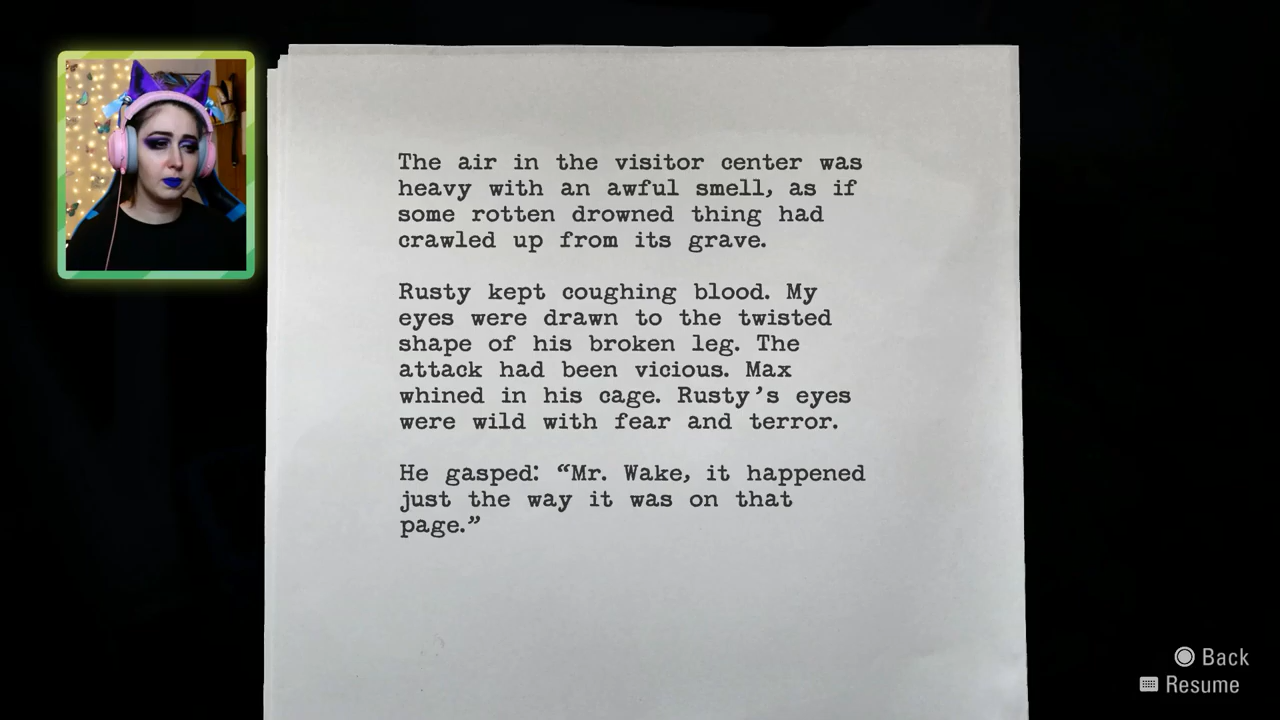 The air in the visitor center was
heavy with an awful smell, as if
some rotten drowned thing had
crawled up from its grave.
Rusty kept coughing blood. My
eyes were drawn to the twisted
shape of his broken leg. The
attack had been vicious. Max
whined in his cage. Rusty’s eyes
were wild with fear and terror.
He gasped: “Mr. Wake, it happened
just the way it was on that
page.”
Back
Resume